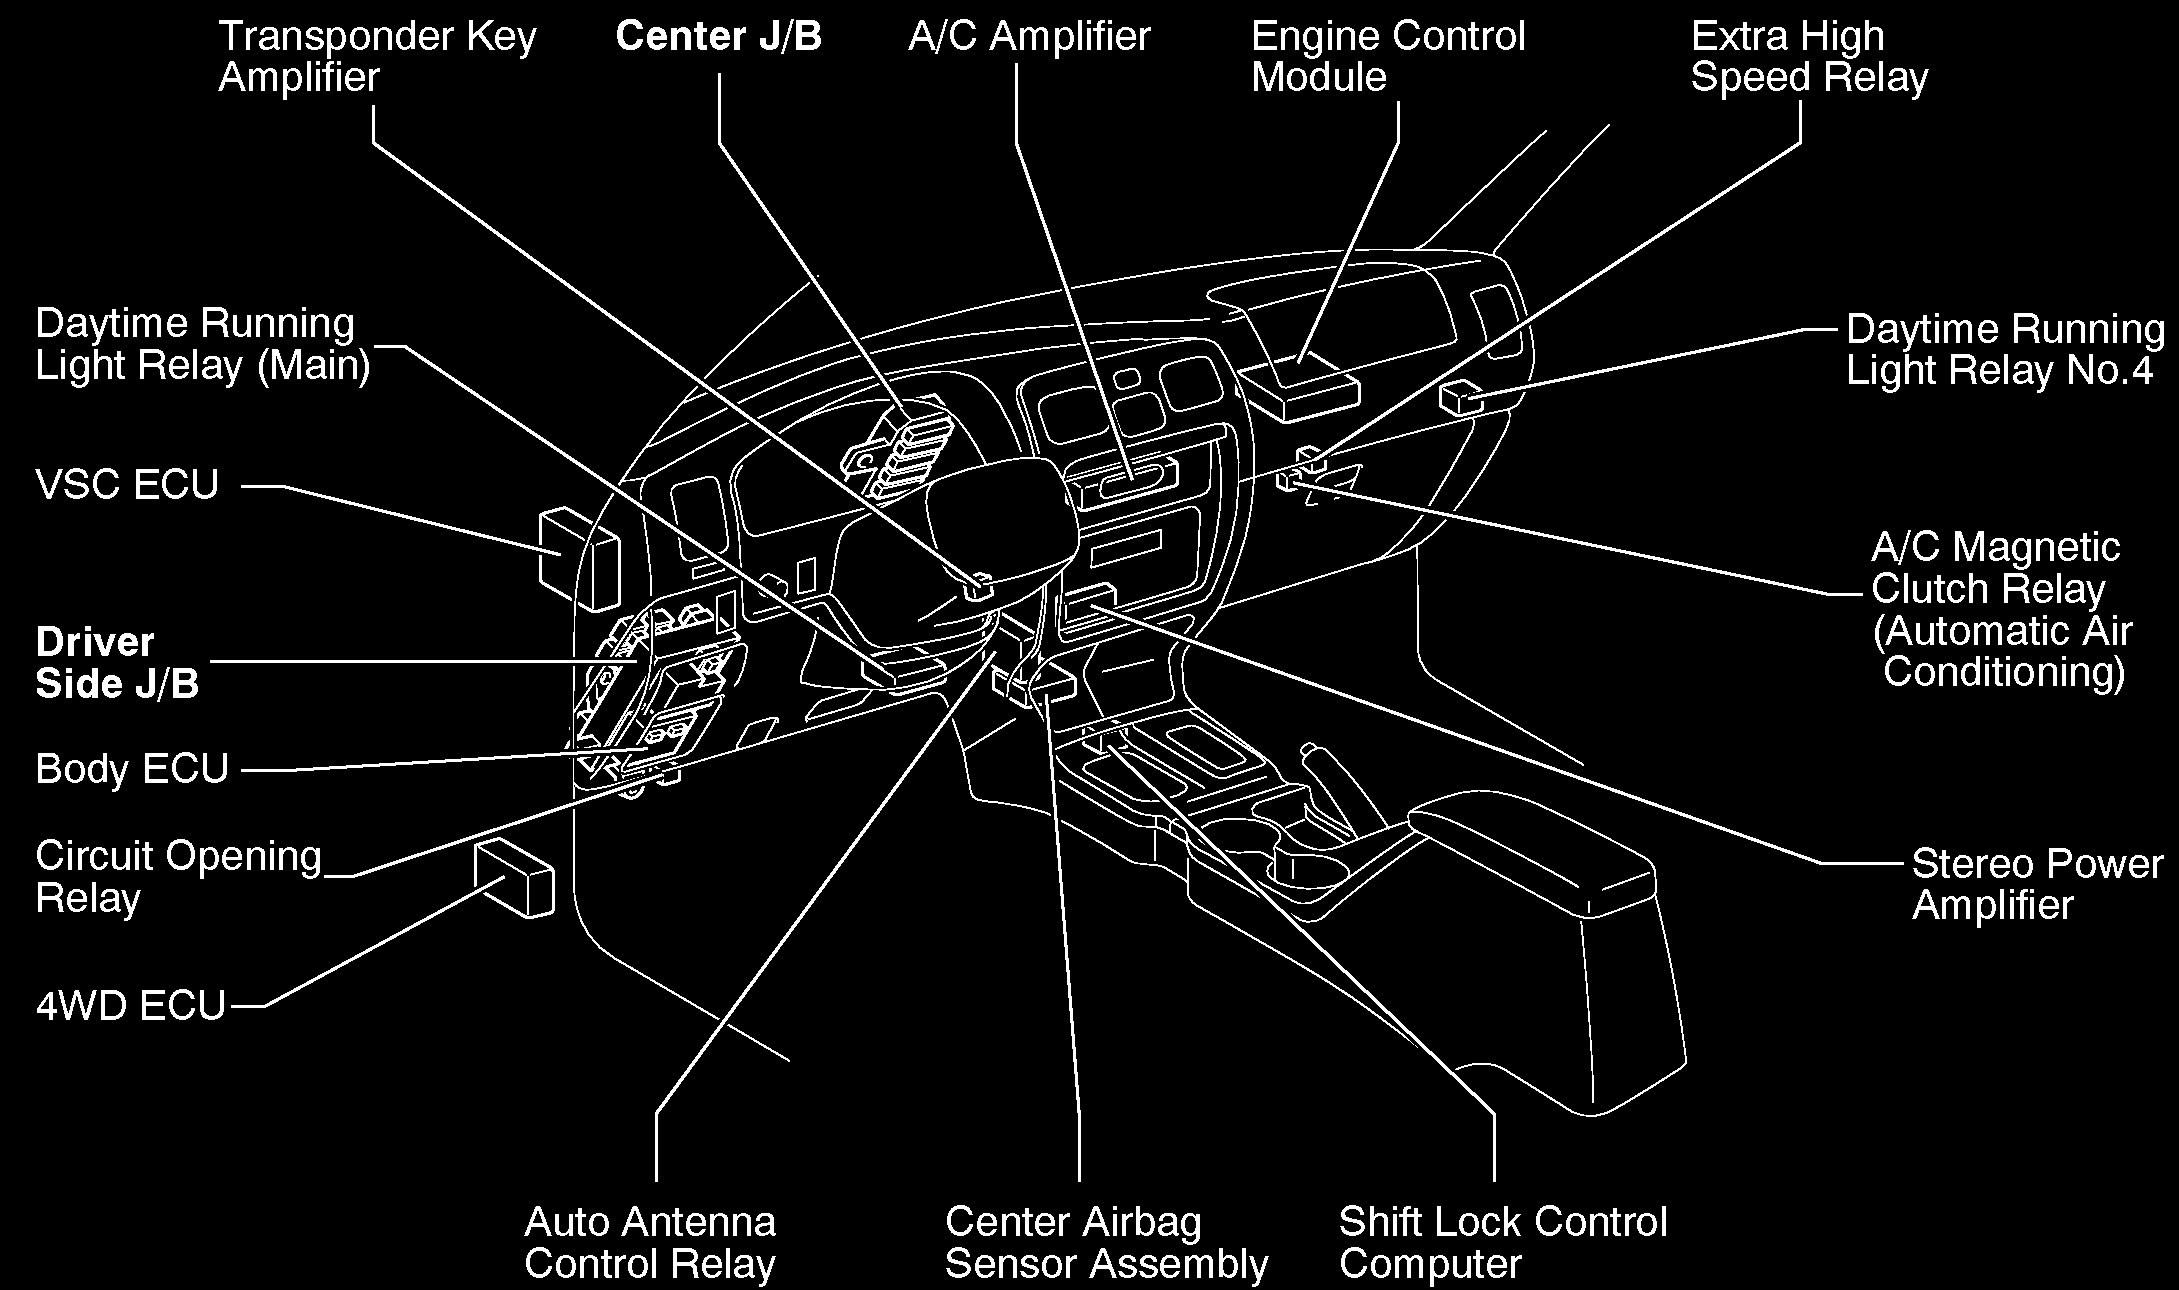 Transponder Key
Amplifier
Center J/B
A/C Amplifier
Engine Control
Module
Extra High
Speed Relay
Daytime Running
Light Relay (Main)
Daytime Running
Light Relay No.4
VSC ECU
A/C Magnetic
Clutch Relay
(Automatic Air
Conditioning)
Driver
Side J/B
Body ECU
Circuit Opening
Relay
Stereo Power
Amplifier
4WD ECU
Auto Antenna
Control Relay
Center Airbag
Sensor Assembly
Shift Lock Control
Computer